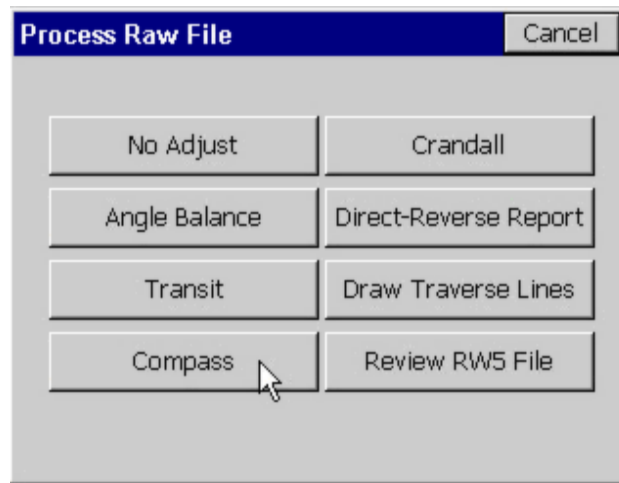 Process Raw File
Cancel
No Adjust
Crandall
Angle Balance
Direct-Reverse Report
Transit
Draw Traverse Lines
Compass
Review RW5 File